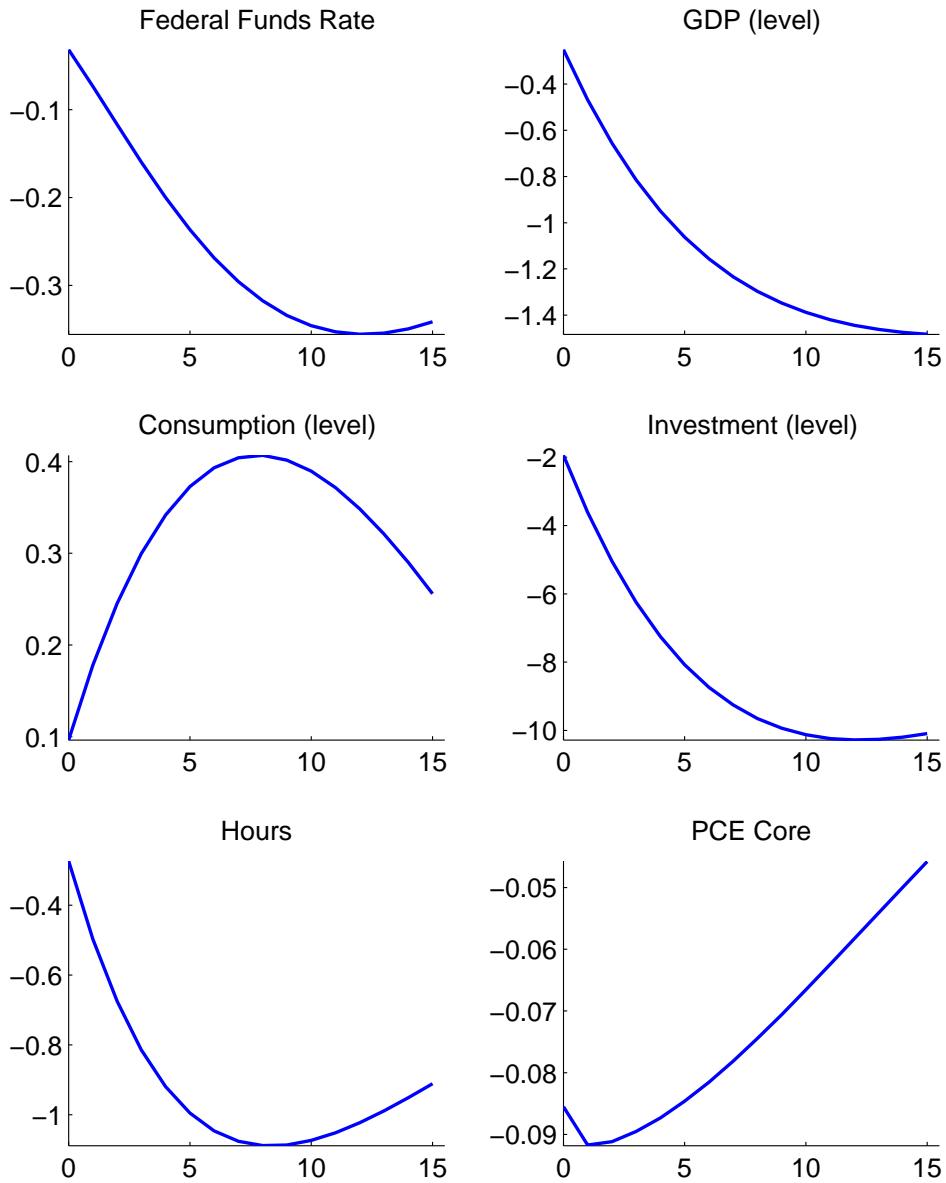 Federal Funds Rate
−0.1
−0.2
−0.3
0 5 10 15
GDP (level)
−0.4
−0.6
−0.8
−1
−1.2
−1.4
0 5 10 15
Consumption (level)
0.4
0.3
0.2
0.1
0 5 10 15
Investment (level)
−2
−4
−6
−8
−10
0 5 10 15
Hours
−0.4
−0.6
−0.8
−1
0 5 10 15
PCE Core
−0.05
−0.06
−0.07
−0.08
−0.09
0 5 10 15